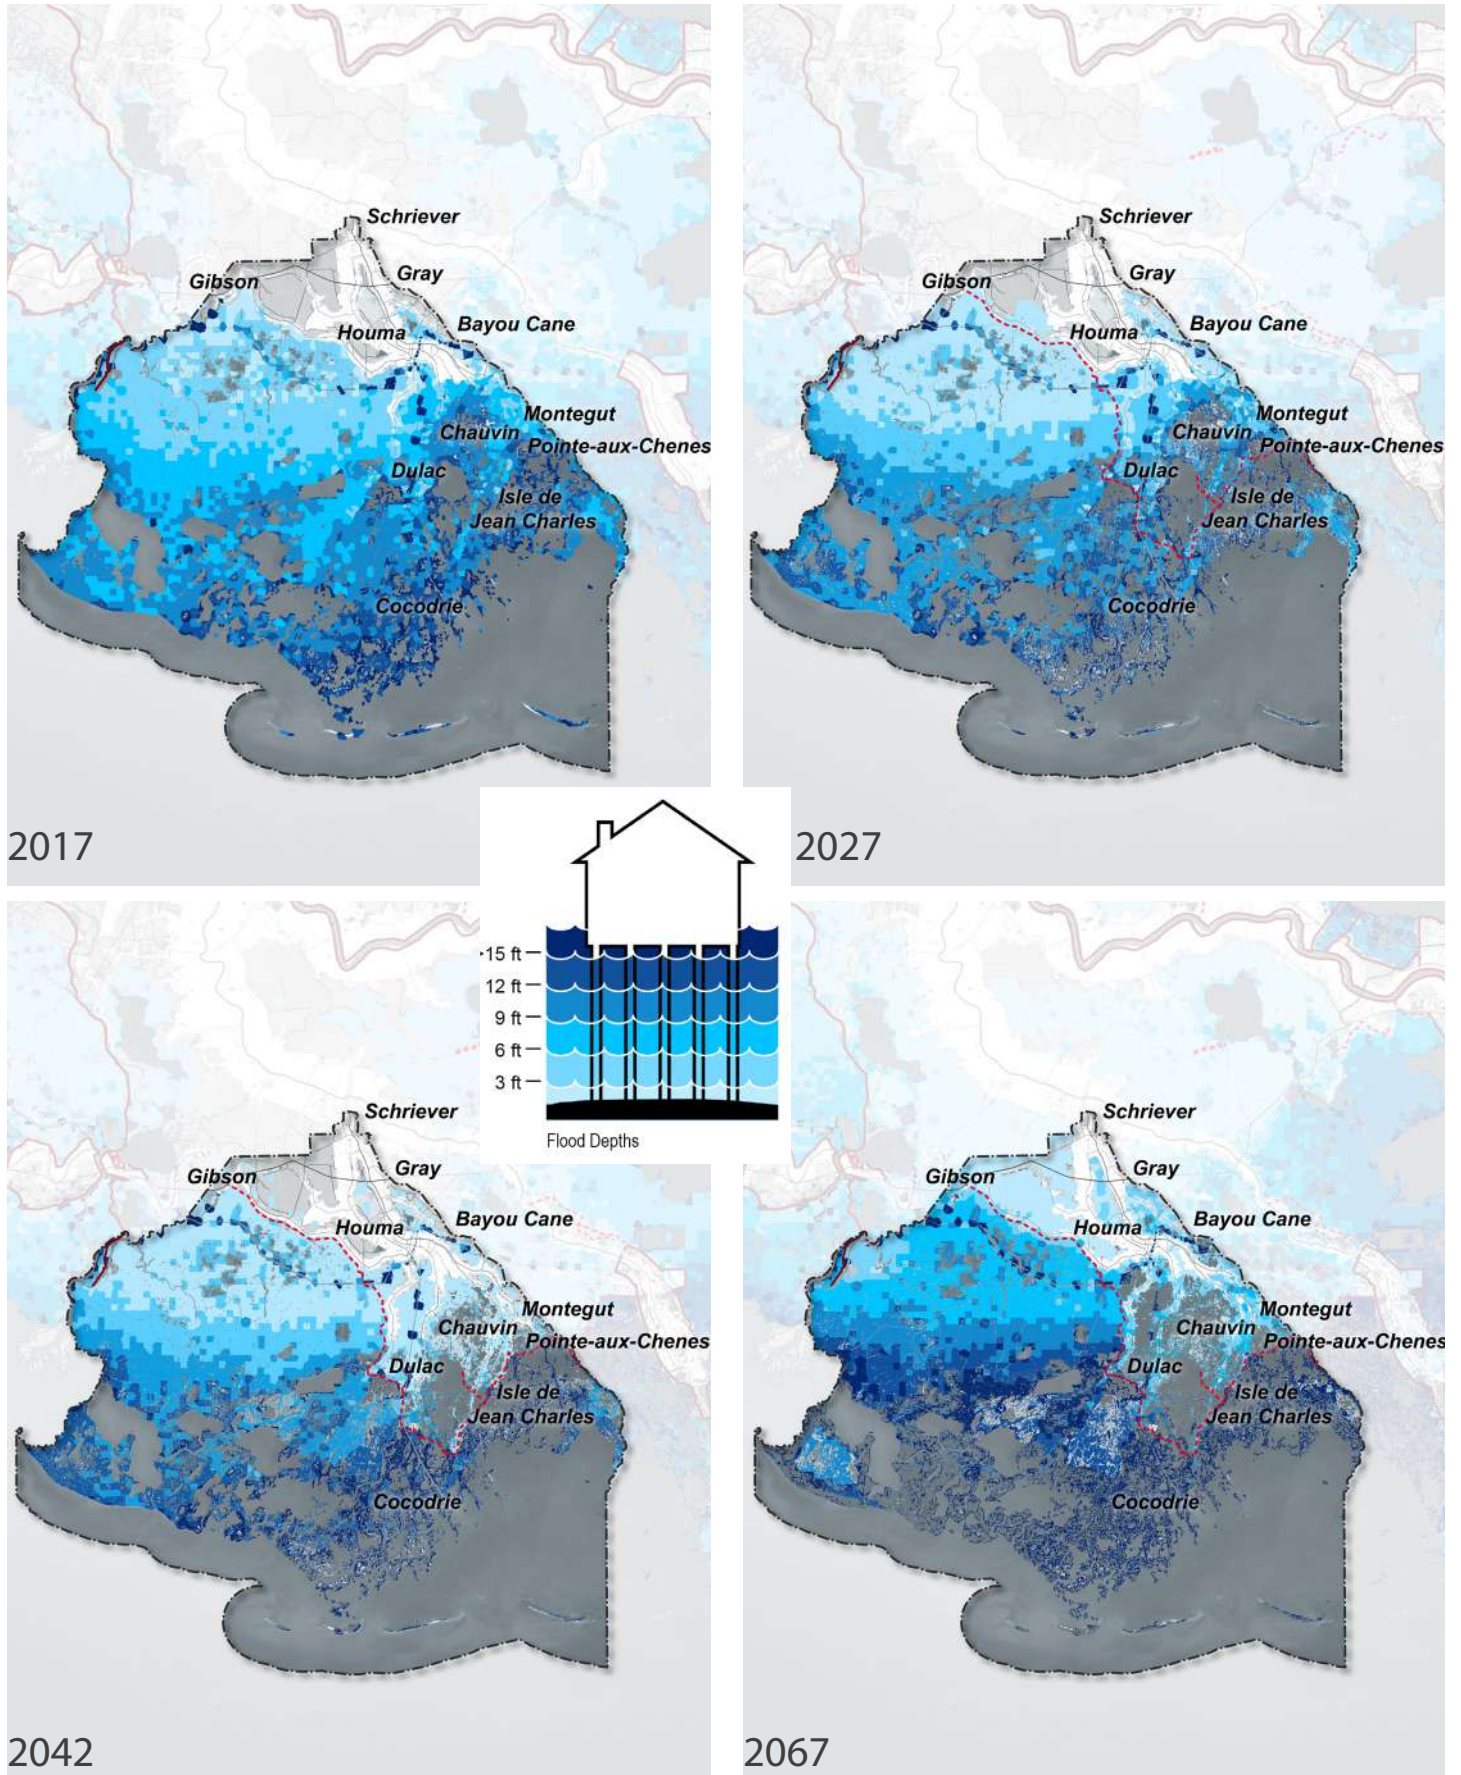 Schriever
Gibson
Gray
Houma
Bayou Cane
Montegut
Chauvin
Pointe-aux-Chenes
Dulac
Isle de
Jean Charles
Cocodrie
2017
Schriever
Gibson
Gray
Houma
Bayou Cane
Montegut
Chauvin
Pointe-aux-Chenes
Dulac
Isle de
Jean Charles
Cocodrie
2027
15 ft
12 ft
9 ft
6 ft
3 ft
Flood Depths
Schriever
Gibson
Gray
Houma
Bayou Cane
Montegut
Chauvin
Pointe-aux-Chenes
Dulac
Isle de
Jean Charles
Cocodrie
2042
Schriever
Gibson
Gray
Houma
Bayou Cane
Montegut
Chauvin
Pointe-aux-Chenes
Dulac
Isle de
Jean Charles
Cocodrie
2067